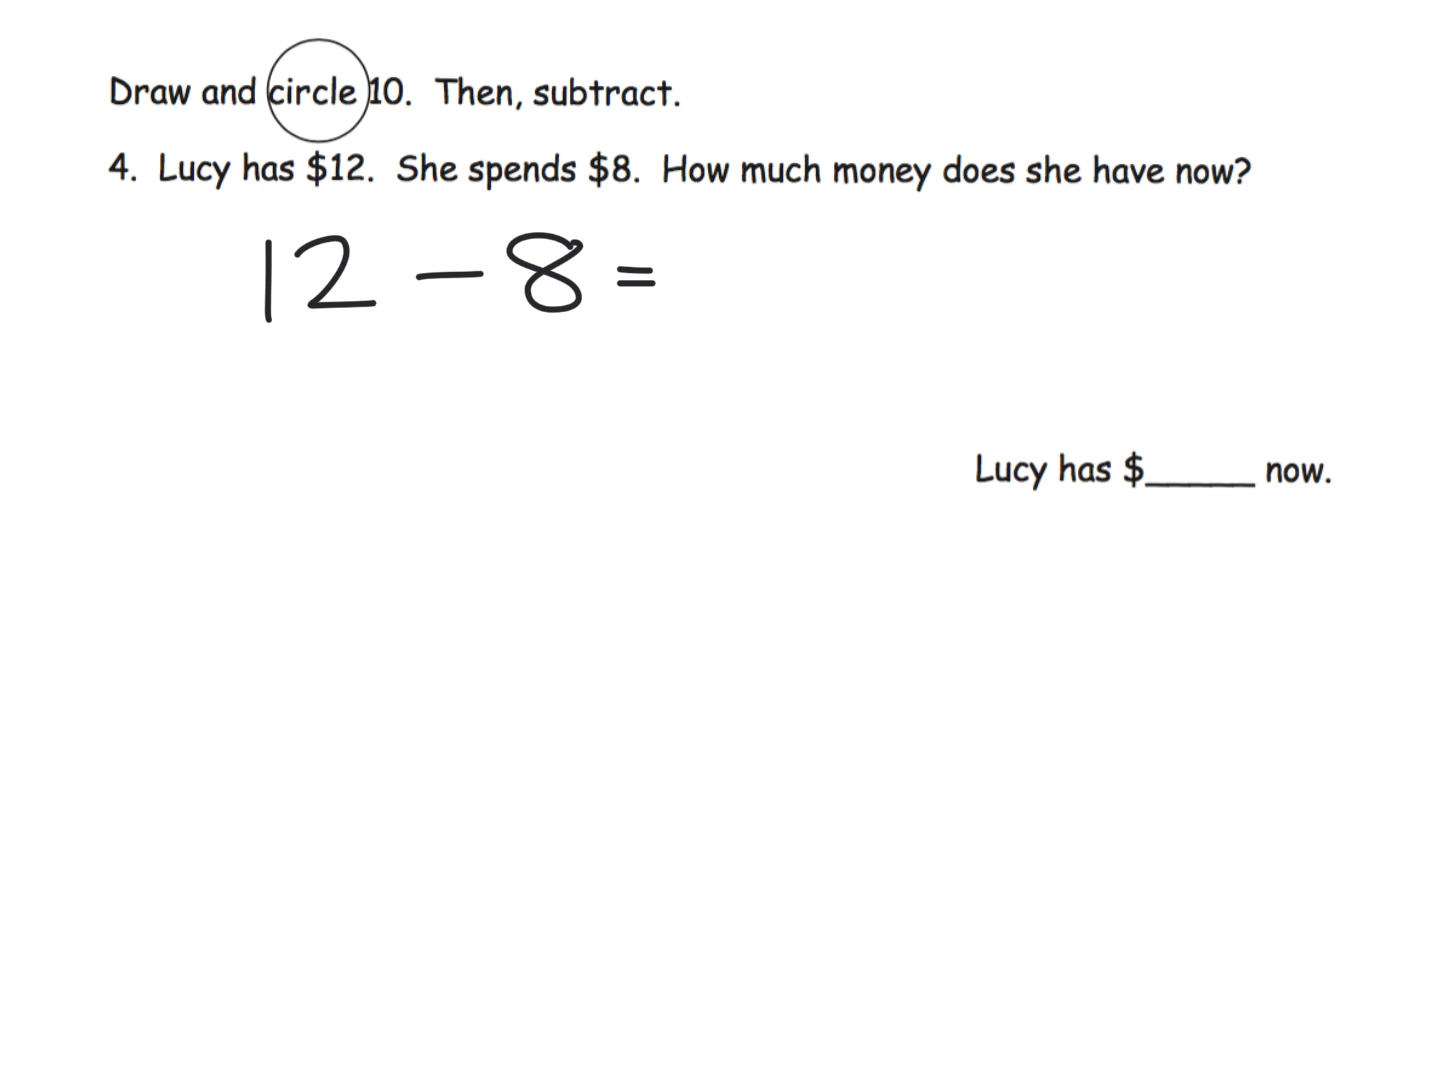 Draw and circle 10. Then, subtract.
4. Lucy has $12. She spends $8. How much money does she have now?
12 - 8 =
Lucy has $______ now.